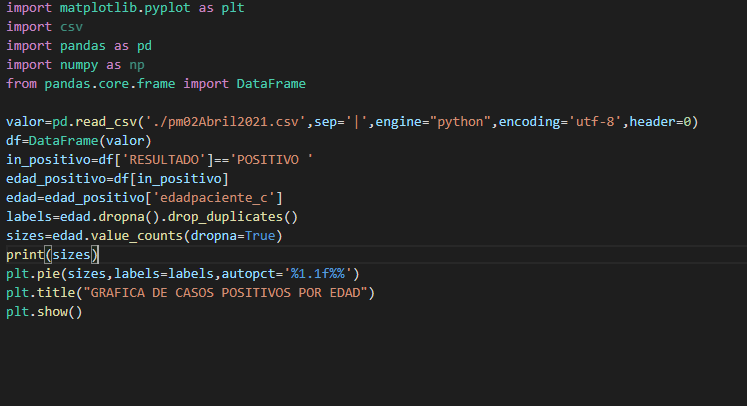 import matplotlib.pyplot as plt
import csv
import pandas as pd
import numpy as np
from pandas.core.frame import DataFrame
valor=pd.read_csv('./pm02Abril2021.csv',sep='|',engine="python",encoding='utf-8',header=0)
df=DataFrame(valor)
in_positivo=df['RESULTADO']=='POSITIVO '
edad_positivo=df[in_positivo]
edad=edad_positivo['edadpaciente_c']
labels=edad.dropna().drop_duplicates()
sizes=edad.value_counts(dropna=True)
print(sizes)
plt.pie(sizes,labels=labels,autopct='%1.1f%%')
plt.title("GRAFICA DE CASOS POSITIVOS POR EDAD")
plt.show()